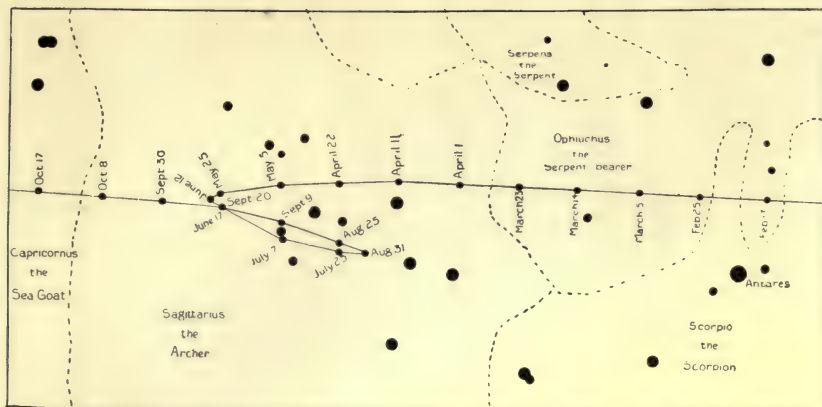 Serpens
the
Serpent
Ophiuchus
the
Serpent bearer
Oct 17
Oct 8
Sept 30
June 12
May 25
Sept 20
June 17
May 5
April 22
April 11
April 1
March 23
March 14
March 5
Feb 25
Feb
Sept 9
July 7
Aug 25
July 23
Aug 31
Capricornus
the
Sea Goat
Sagittarius
the
Archer
Antares
Scorpio
the
Scorpion